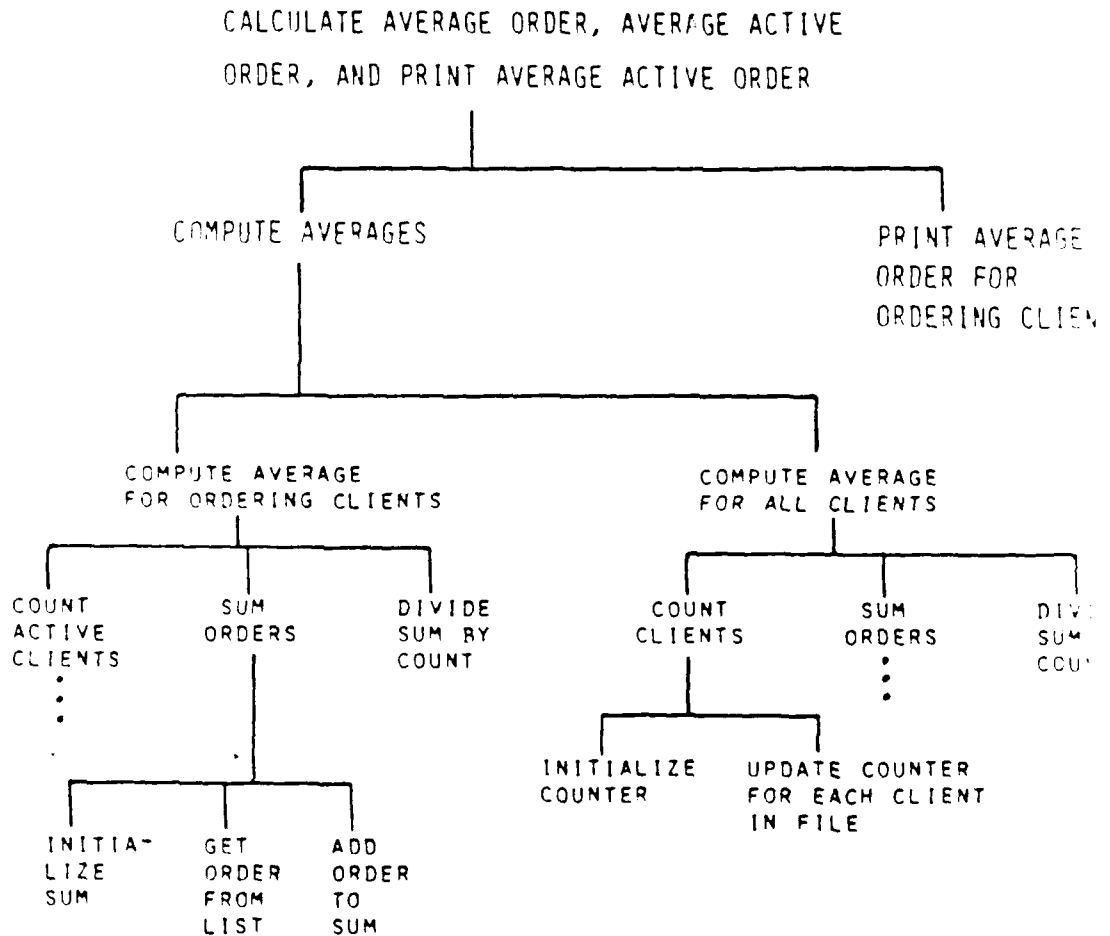 CALCULATE AVERAGE ORDER, AVERAGE ACTIVE
ORDER, AND PRINT AVERAGE ACTIVE ORDER
COMPUTE AVERAGES
PRINT AVERAGE
ORDER FOR
ORDERING
COMPUTE AVERAGE
FOR ORDERING CLIENTS
COMPUTE AVERAGE
FOR ALL CLIENTS
COUNT
ACTIVE
CLIENTS
SUM
ORDERS
DIVIDE
SUM BY
COUNT
COUNT
CLIENTS
SUM
ORDERS
SUM
INITIALIZE
COUNTER
UPDATE COUNTER
FOR EACH CLIENT
IN FILE
INITIA-
LIZE
SUM
GET
ORDER
FROM
LIST
ADD
ORDER
TO
SUM